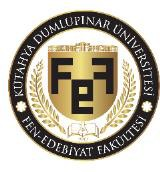 KÜTAHYA DUMLUPINAR ÜNİVERSİTESİ
FeF
FEN-EDEBİYAT FAKÜLTESİ